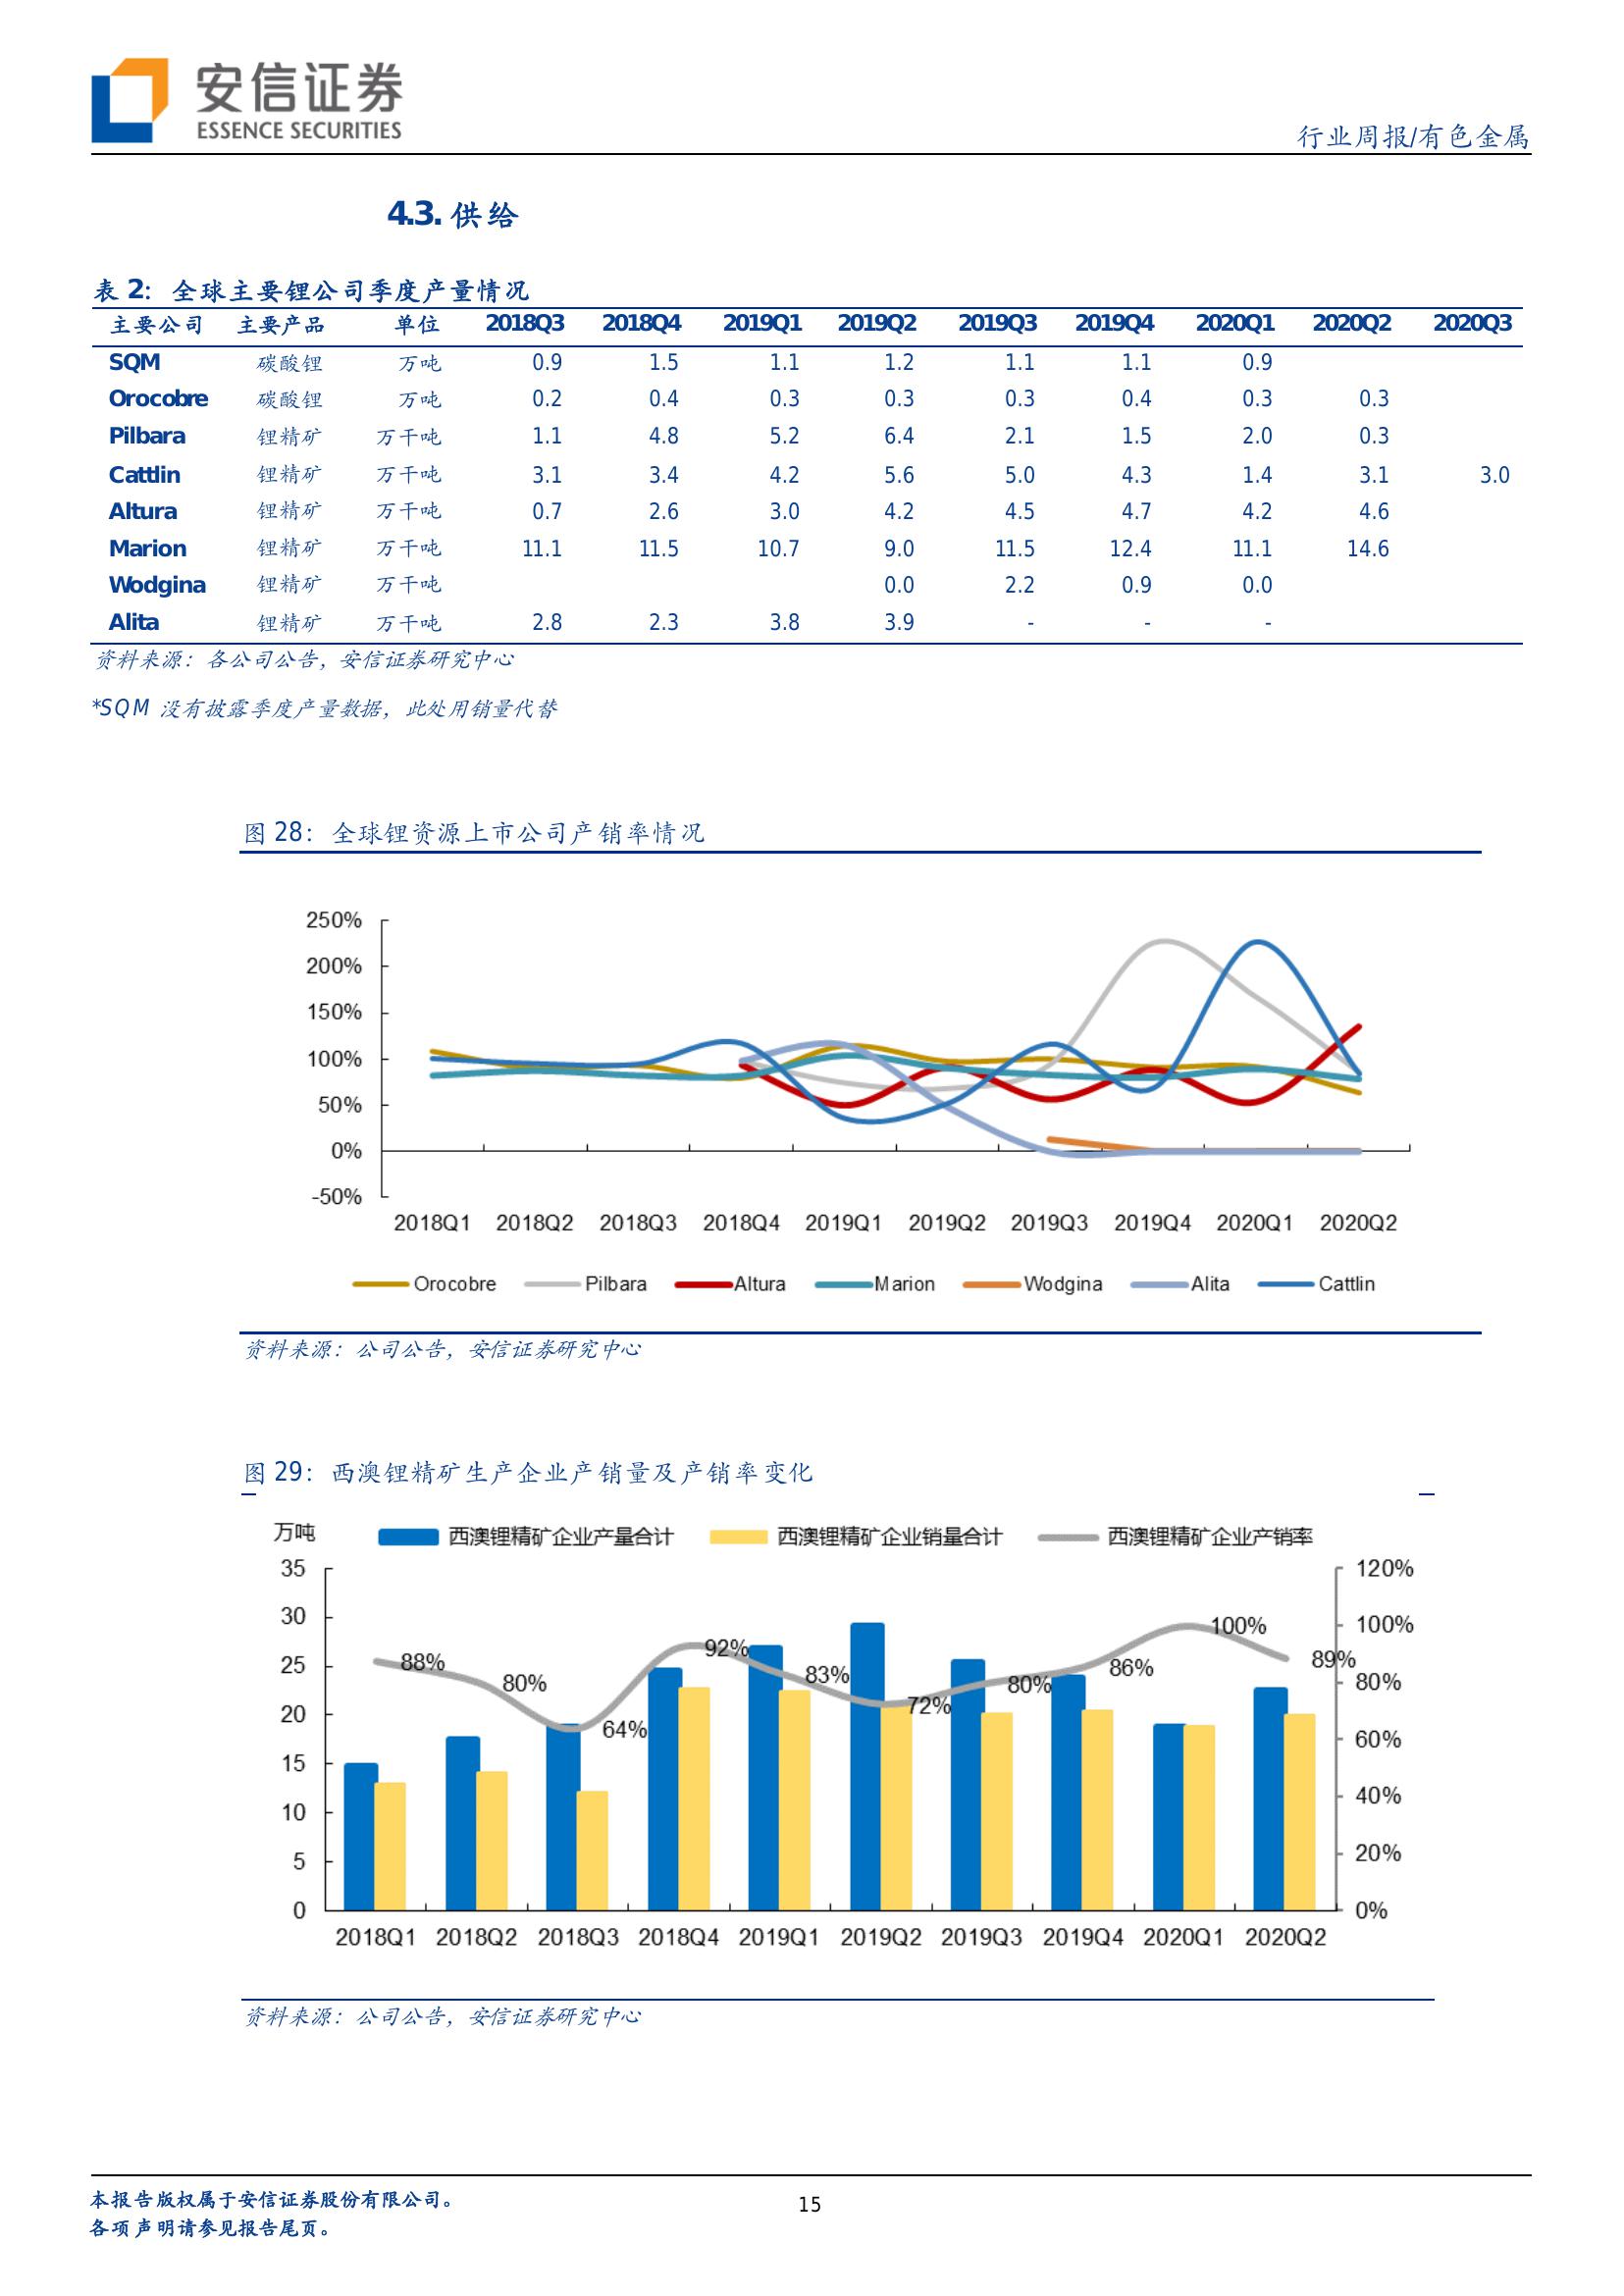 安信证券
ESSENCE SECURITIES
行业周报/有色金属
4.3. 供给
表 2：全球主要锂公司季度产量情况
主要公司 主要产品 单位 2018Q3 2018Q4 2019Q1 2019Q2 2019Q3 2019Q4 2020Q1 2020Q2 2020Q3
SQM 碳酸锂 万吨 0.9 1.5 1.1 1.2 1.1 1.1 0.9
Orocobre 碳酸锂 万吨 0.2 0.4 0.3 0.3 0.3 0.4 0.3 0.3
Pilbara 锂精矿 万干吨 1.1 4.8 5.2 6.4 2.1 1.5 2.0 0.3
Cattlin 锂精矿 万干吨 3.1 3.4 4.2 5.6 5.0 4.3 1.4 3.1 3.0
Altura 锂精矿 万干吨 0.7 2.6 3.0 4.2 4.5 4.7 4.2 4.6
Marion 锂精矿 万干吨 11.1 11.5 10.7 9.0 11.5 12.4 11.1 14.6
Wodgina 锂精矿 万干吨 0.0 2.2 0.9 0.0
Alita 锂精矿 万干吨 2.8 2.3 3.8 3.9 - - -
资料来源：各公司公告，安信证券研究中心
*SQM 没有披露季度产量数据，此处用销量代替
图 28：全球锂资源上市公司产销率情况
250%
200%
150%
100%
50%
0%
-50%
2018Q1 2018Q2 2018Q3 2018Q4 2019Q1 2019Q2 2019Q3 2019Q4 2020Q1 2020Q2
Orocobre Pilbara Altura Marion Wodgina Alita Cattlin
资料来源：公司公告，安信证券研究中心
图 29：西澳锂精矿生产企业产销量及产销率变化
万吨 西澳锂精矿企业产量合计 西澳锂精矿企业销量合计 西澳锂精矿企业产销率
35 120%
30 100%
25 80%
20 60%
15 40%
10 20%
5 0%
0
88% 80% 64% 92% 83% 72% 80% 86% 100% 89%
2018Q1 2018Q2 2018Q3 2018Q4 2019Q1 2019Q2 2019Q3 2019Q4 2020Q1 2020Q2
资料来源：公司公告，安信证券研究中心
本报告版权属于安信证券股份有限公司。
各项声明请参见报告尾页。
15